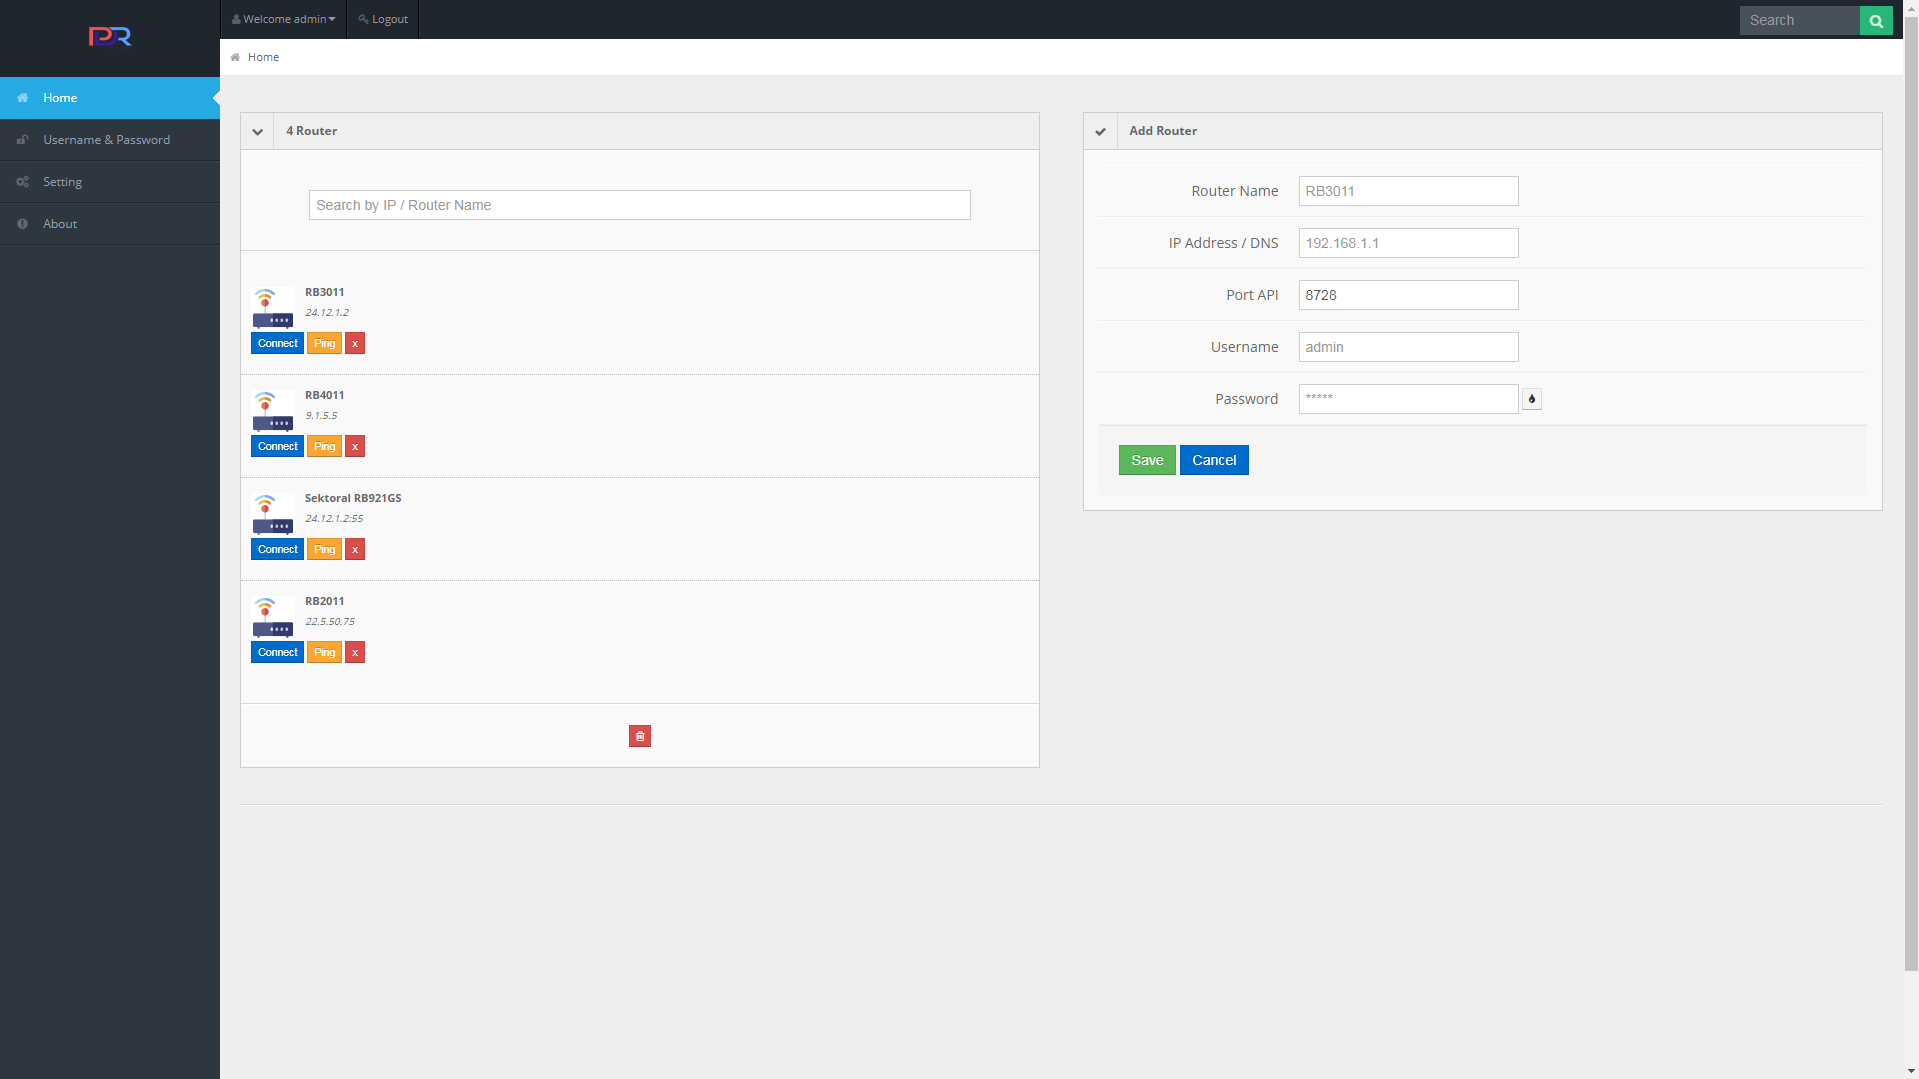 PDR
Welcome admin
Logout
Search
Home
Home
Username & Password
Setting
About
4 Router
Search by IP / Router Name
RB3011
24.12.1.2
Connect Ping x
RB4011
9.1.5.5
Connect Ping x
Sektoral RB921GS
24.12.1.2:55
Connect Ping x
RB2011
22.5.50.75
Connect Ping x
Add Router
Router Name RB3011
IP Address / DNS 192.168.1.1
Port API 8728
Username admin
Password *****
Save Cancel